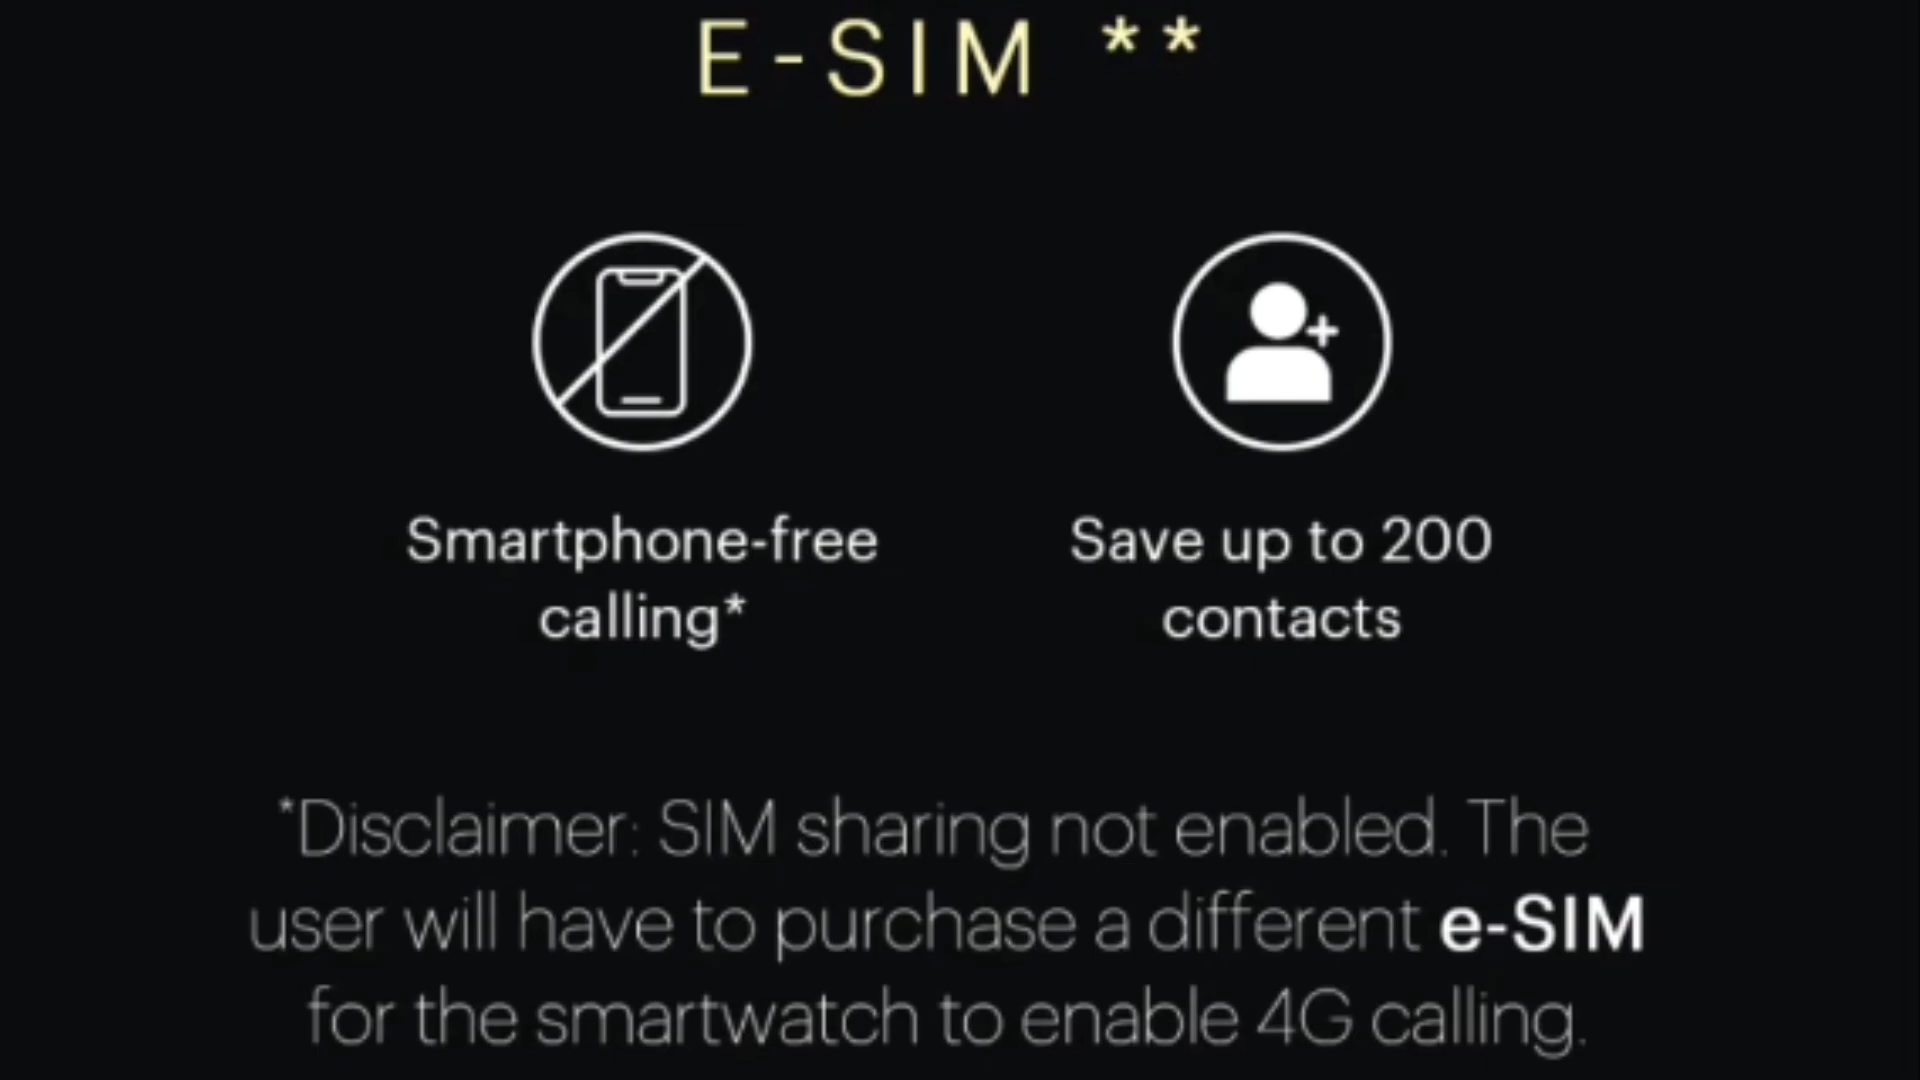 E-SIM **
Smartphone-free
calling*
Save up to 200
contacts
*Disclaimer: SIM sharing not enabled. The
user will have to purchase a different e-SIM
for the smartwatch to enable 4G calling.